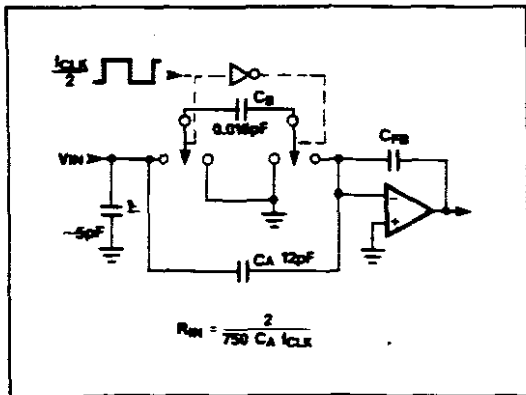 fCLK
2
CB
0.016pF
CFB
VIN
~5pF
−
+
CA 12pF
RIN = 2
750 CA fCLK